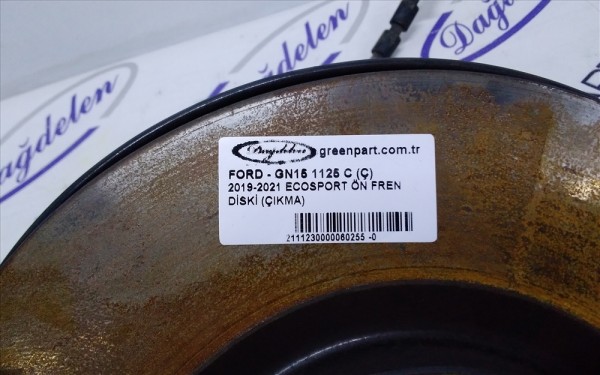 Dağdelen
Dağdelen
Dağdelen greenpart.com.tr
FORD - GN15 1125 C (Ç)
2019-2021 ECOSPORT ÖN FREN
DİSKİ (ÇIKMA)
2111230000060255 -0